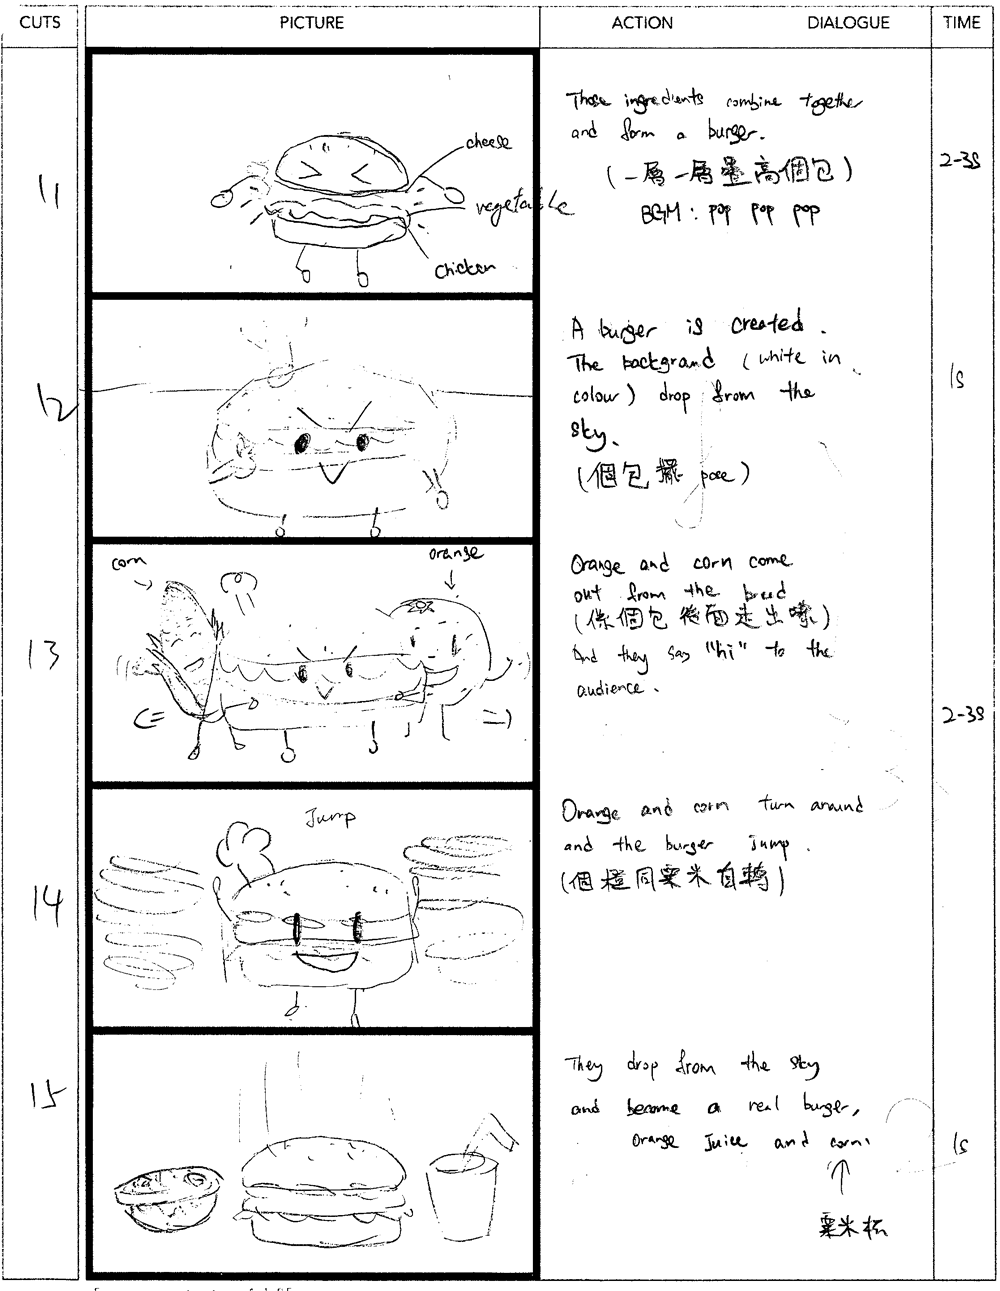 CUTS PICTURE ACTION DIALOGUE TIME
11
cheese
vegetable
chicken
Those ingredients combine together
and form a burger.
(一層一層疊高個包)
BGM : pop pop pop
2-3s
12
A burger is created.
The backgrand (white in
colour) drop from the
sky.
(個包擺 pose)
1s
13
corn
orange
Orange and corn come
out from the bread
(係個包後面走出嚟)
And they say "hi" to the
audience.
2-3s
14
Jump
Orange and corn turn around
and the burger jump.
(個橙同粟米自轉)
15
They drop from the sky
and become a real burger,
orange Juice and corn.
粟米杯
1s